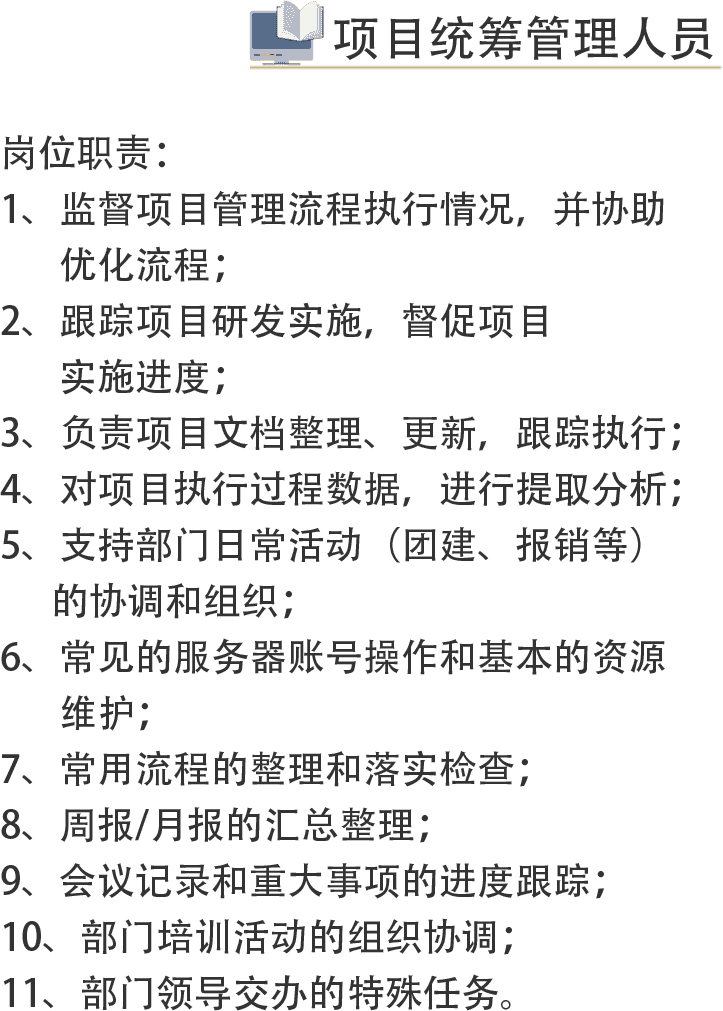 项目统筹管理人员
岗位职责：
1、监督项目管理流程执行情况，并协助
优化流程；
2、跟踪项目研发实施，督促项目
实施进度；
3、负责项目文档整理、更新，跟踪执行；
4、对项目执行过程数据，进行提取分析；
5、支持部门日常活动（团建、报销等）
的协调和组织；
6、常见的服务器账号操作和基本的资源
维护；
7、常用流程的整理和落实检查；
8、周报/月报的汇总整理；
9、会议记录和重大事项的进度跟踪；
10、部门培训活动的组织协调；
11、部门领导交办的特殊任务。